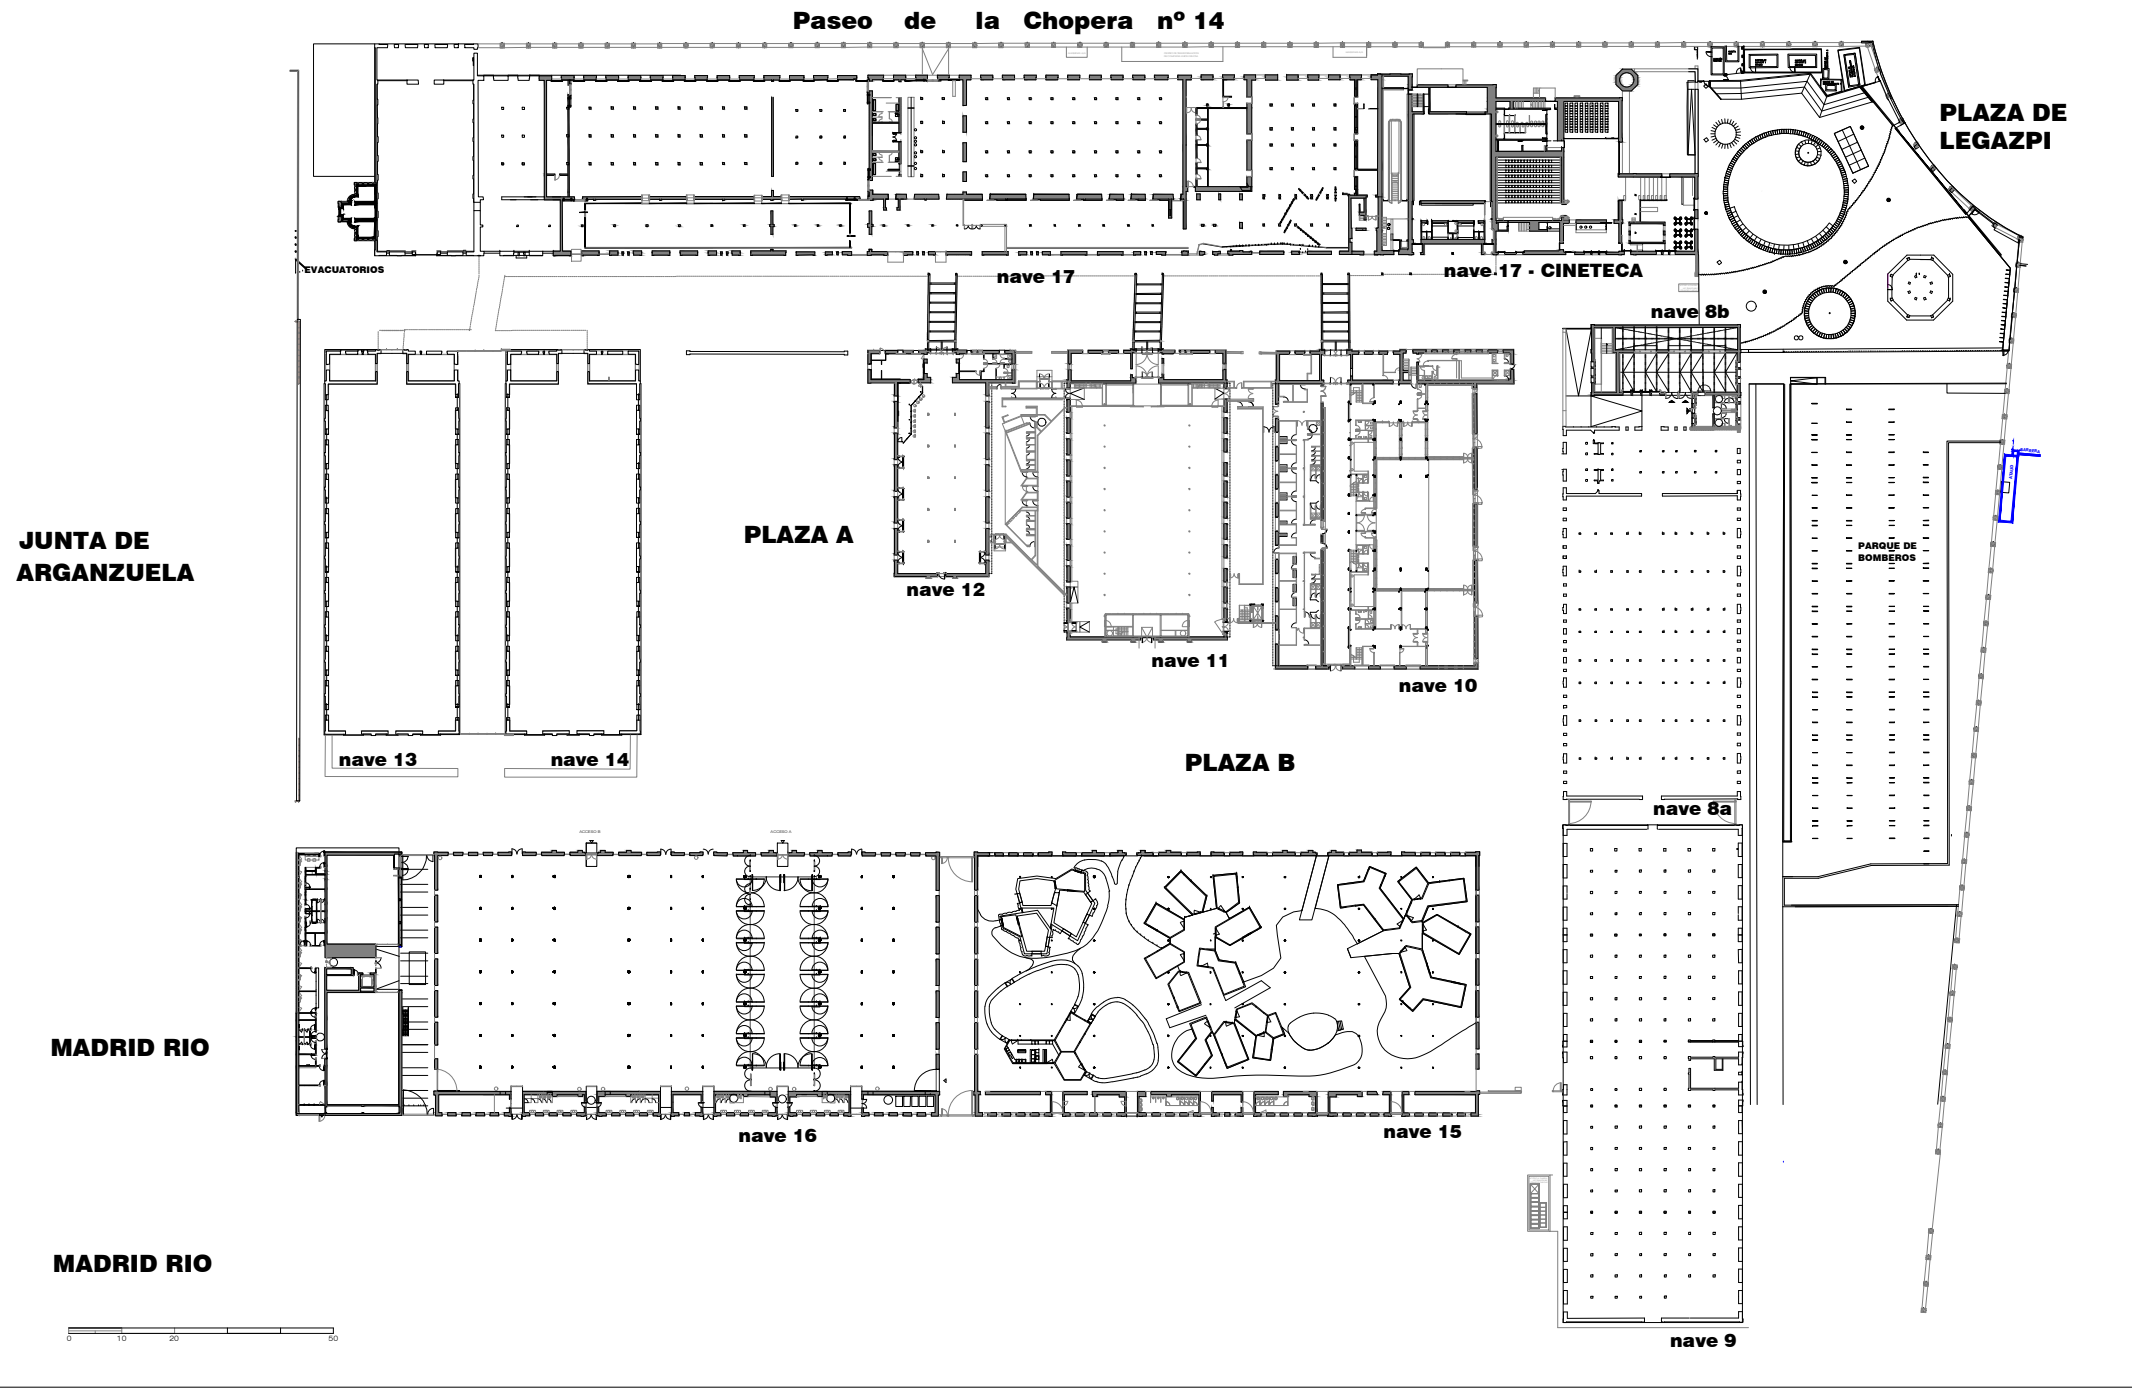 Paseo de la Chopera nº 14
PLAZA DE
LEGAZPI
EVACUATORIOS
nave 17
nave 17 - CINETECA
nave 8b
JUNTA DE
ARGANZUELA
PLAZA A
PARQUE DE
BOMBEROS
nave 12
nave 11
nave 10
nave 13
nave 14
PLAZA B
nave 8a
ACCESO B
ACCESO A
MADRID RIO
nave 16
nave 15
MADRID RIO
0 10 20 50
nave 9